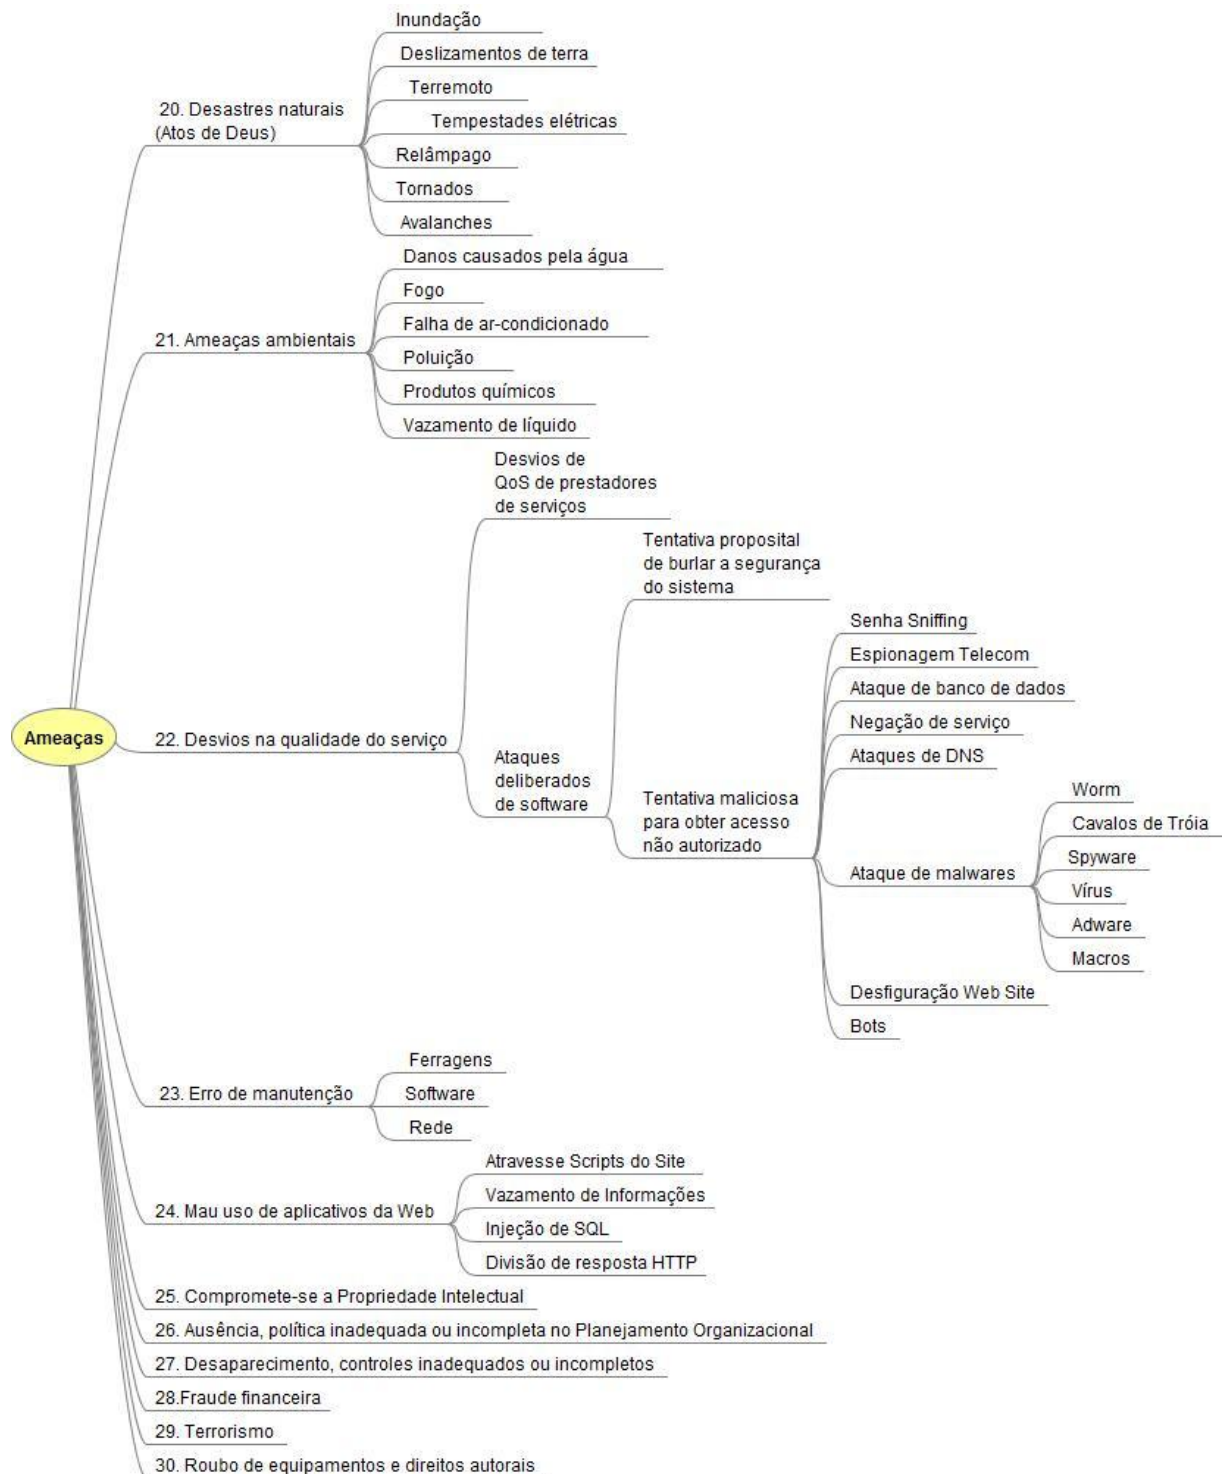 Inundação
Deslizamentos de terra
Terremoto
Tempestades elétricas
20. Desastres naturais
(Atos de Deus)
Relâmpago
Tornados
Avalanches
Danos causados pela água
Fogo
Falha de ar-condicionado
21. Ameaças ambientais
Poluição
Produtos químicos
Vazamento de líquido
Desvios de
QoS de prestadores
de serviços
Tentativa proposital
de burlar a segurança
do sistema
Senha Sniffing
Espionagem Telecom
Ataque de banco de dados
Negação de serviço
Ataques de DNS
Ameaças
22. Desvios na qualidade do serviço
Ataques
deliberados
de software
Tentativa maliciosa
para obter acesso
não autorizado
Worm
Cavalos de Tróia
Spyware
Ataque de malwares
Vírus
Adware
Macros
Desfiguração Web Site
Bots
Ferragens
23. Erro de manutenção
Software
Rede
Atravesse Scripts do Site
Vazamento de Informações
24. Mau uso de aplicativos da Web
Injeção de SQL
Divisão de resposta HTTP
25. Compromete-se a Propriedade Intelectual
26. Ausência, política inadequada ou incompleta no Planejamento Organizacional
27. Desaparecimento, controles inadequados ou incompletos
28.Fraude financeira
29. Terrorismo
30. Roubo de equipamentos e direitos autorais